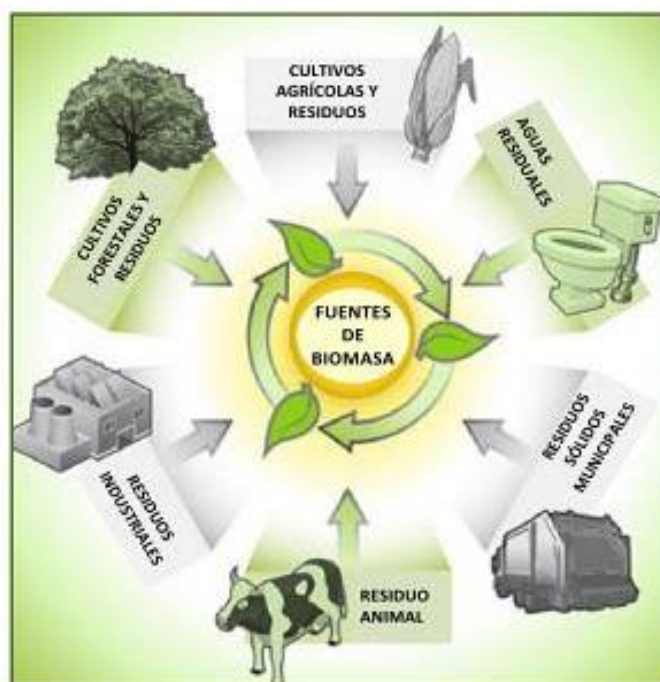 CULTIVOS
AGRÍCOLAS Y
RESIDUOS
AGUAS
RESIDUALES
CULTIVOS
FORESTALES Y
RESIDUOS
FUENTES
DE
BIOMASA
RESIDUOS
SÓLIDOS
MUNICIPALES
RESIDUOS
INDUSTRIALES
RESIDUO
ANIMAL